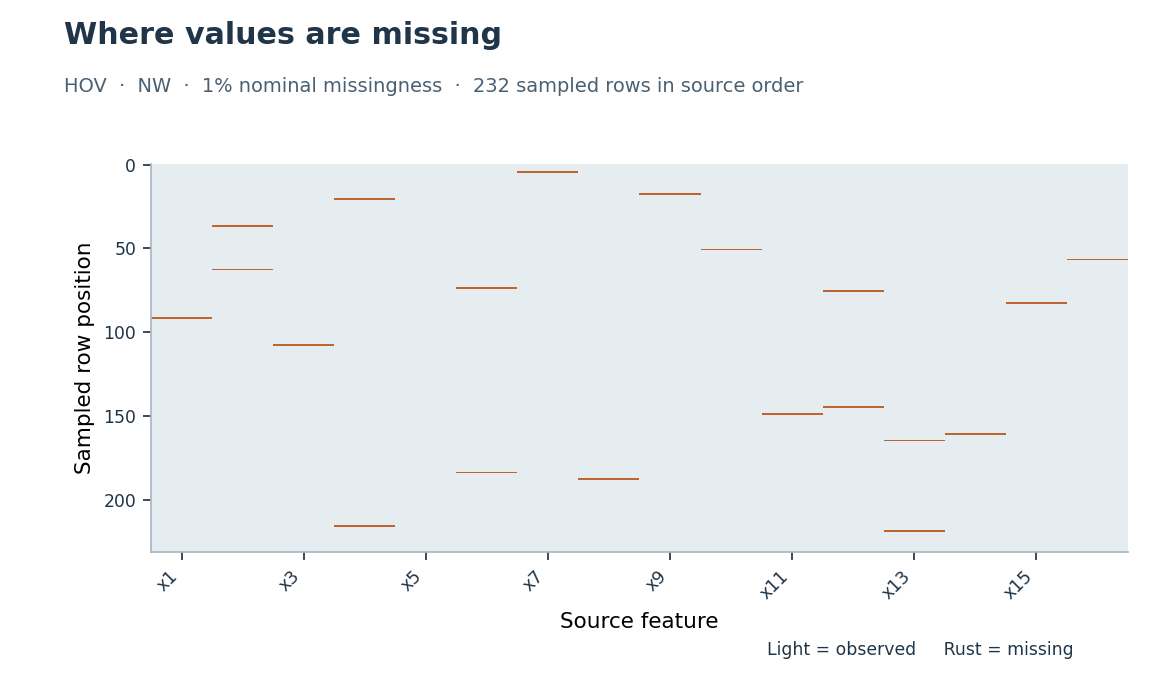 Where values are missing
HOV · NW · 1% nominal missingness · 232 sampled rows in source order
0
50
100
150
200
Sampled row position
x1
x3
x5
x7
x9
x11
x13
x15
Source feature
Light = observed Rust = missing